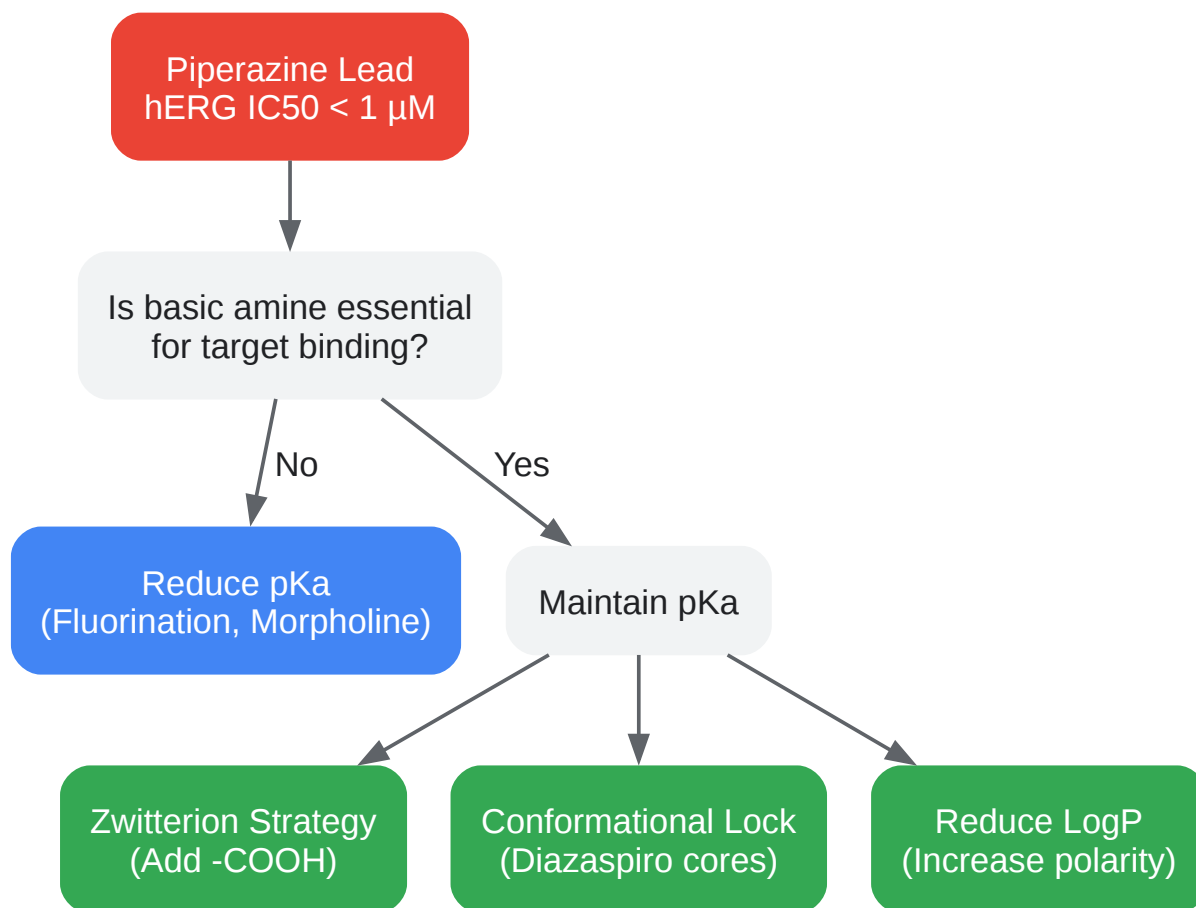 Piperazine Lead
hERG IC50 < 1 µM
Is basic amine essential
for target binding?
No
Yes
Reduce pKa
(Fluorination, Morpholine)
Maintain pKa
Zwitterion Strategy
(Add -COOH)
Conformational Lock
(Diazaspiro cores)
Reduce LogP
(Increase polarity)